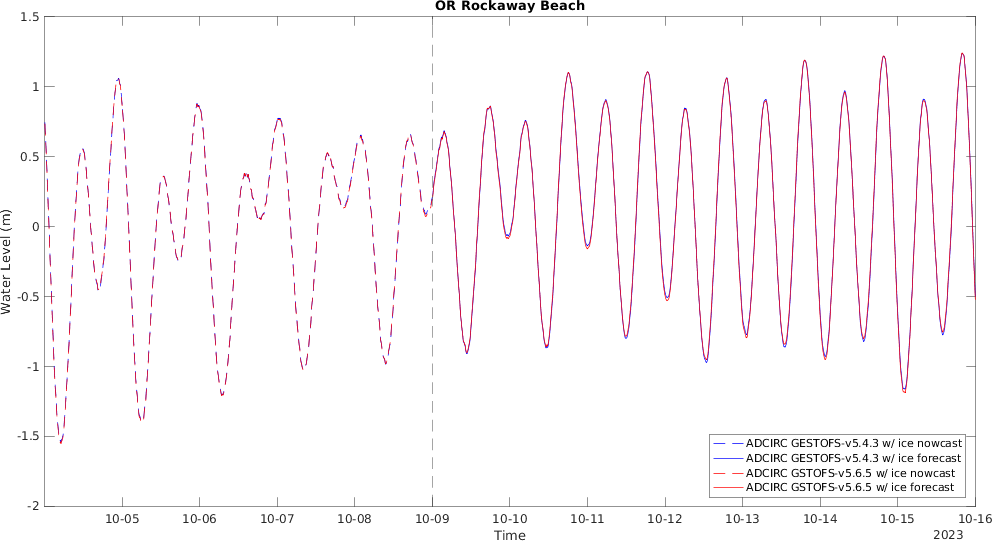 OR Rockaway Beach
1.5
1
0.5
0
-0.5
-1
-1.5
-2
Water Level (m)
10-05 10-06 10-07 10-08 10-09 10-10 10-11 10-12 10-13 10-14 10-15 10-16
Time
2023
ADCIRC GESTOFS-v5.4.3 w/ ice nowcast
ADCIRC GESTOFS-v5.4.3 w/ ice forecast
ADCIRC GSTOFS-v5.6.5 w/ ice nowcast
ADCIRC GSTOFS-v5.6.5 w/ ice forecast